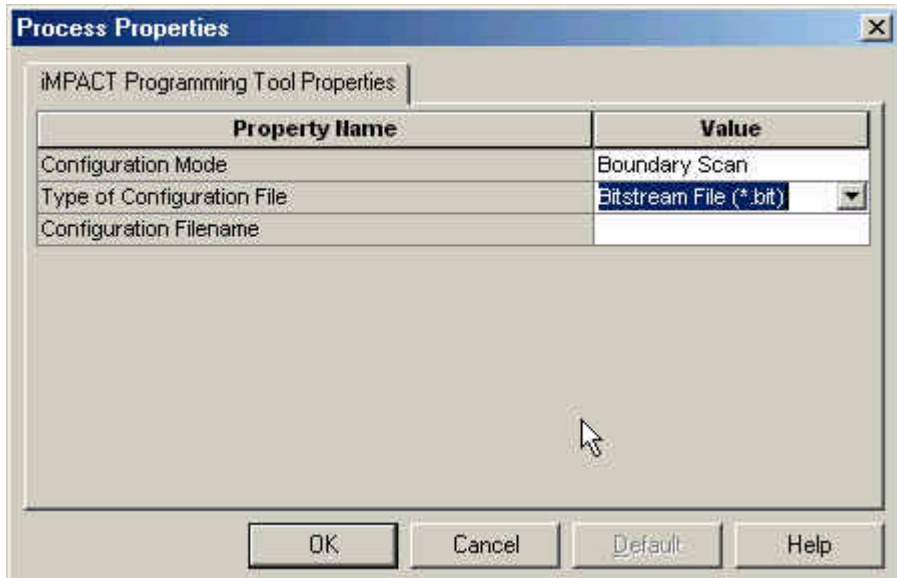 Process Properties
iMPACT Programming Tool Properties
Property Name Value
Configuration Mode Boundary Scan
Type of Configuration File Bitstream File (*.bit)
Configuration Filename
OK Cancel Default Help